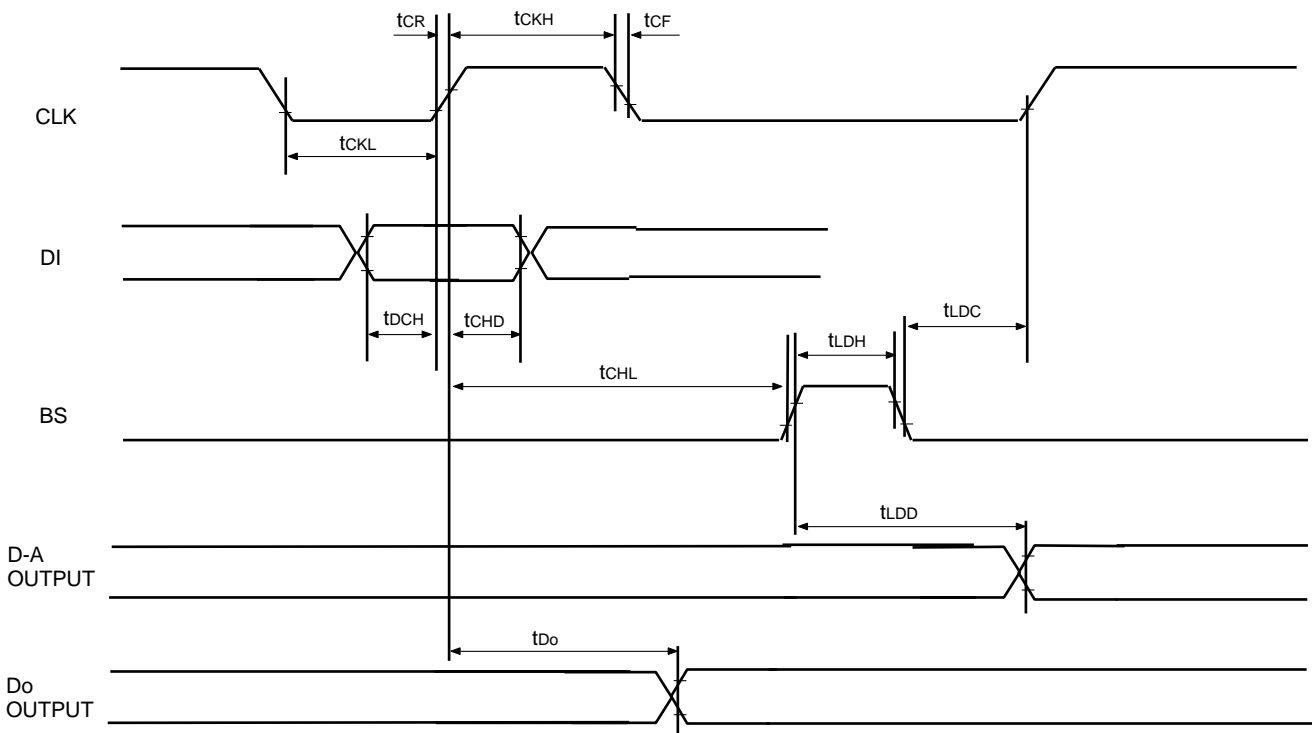 tCR
tCKH
tCF
CLK
tCKL
DI
tDCH
tCHD
tLDC
tLDH
tCHL
BS
tLDD
D-A
OUTPUT
tDo
Do
OUTPUT